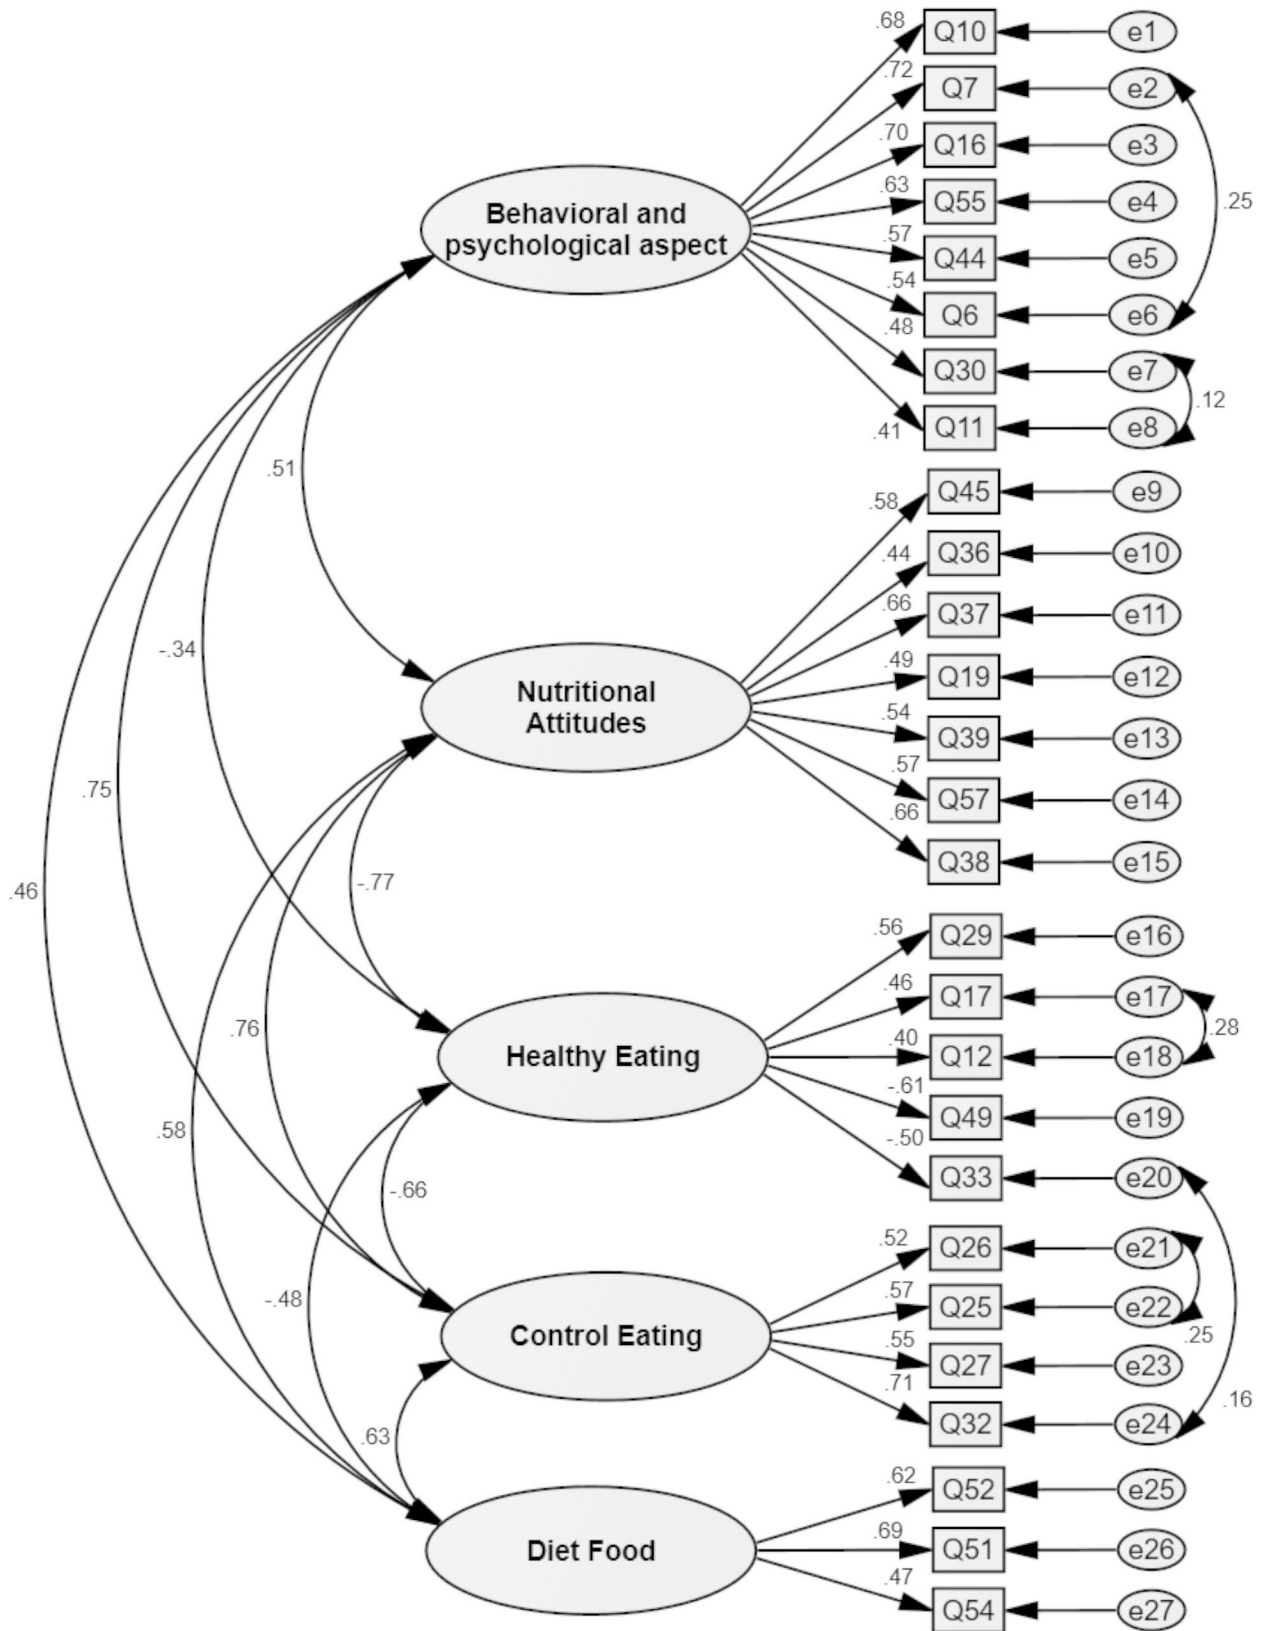 .68
Q10
e1
.72
Q7
e2
.70
Q16
e3
.63
Q55
e4
.25
Behavioral and
psychological aspect
.57
Q44
e5
.54
Q6
e6
.48
Q30
e7
.12
.41
Q11
e8
.51
.58
Q45
e9
.44
Q36
e10
.66
Q37
e11
-.34
.49
Q19
e12
Nutritional
Attitudes
.54
Q39
e13
.57
Q57
e14
.75
.66
Q38
e15
-.77
.46
.56
Q29
e16
.46
Q17
e17
.28
.76
.40
Q12
e18
Healthy Eating
-.61
Q49
e19
.58
-.50
Q33
e20
-.66
.52
Q26
e21
-.48
.57
Q25
e22
.25
Control Eating
.55
Q27
e23
.71
Q32
e24
.16
.63
.62
Q52
e25
.69
Q51
e26
Diet Food
.47
Q54
e27